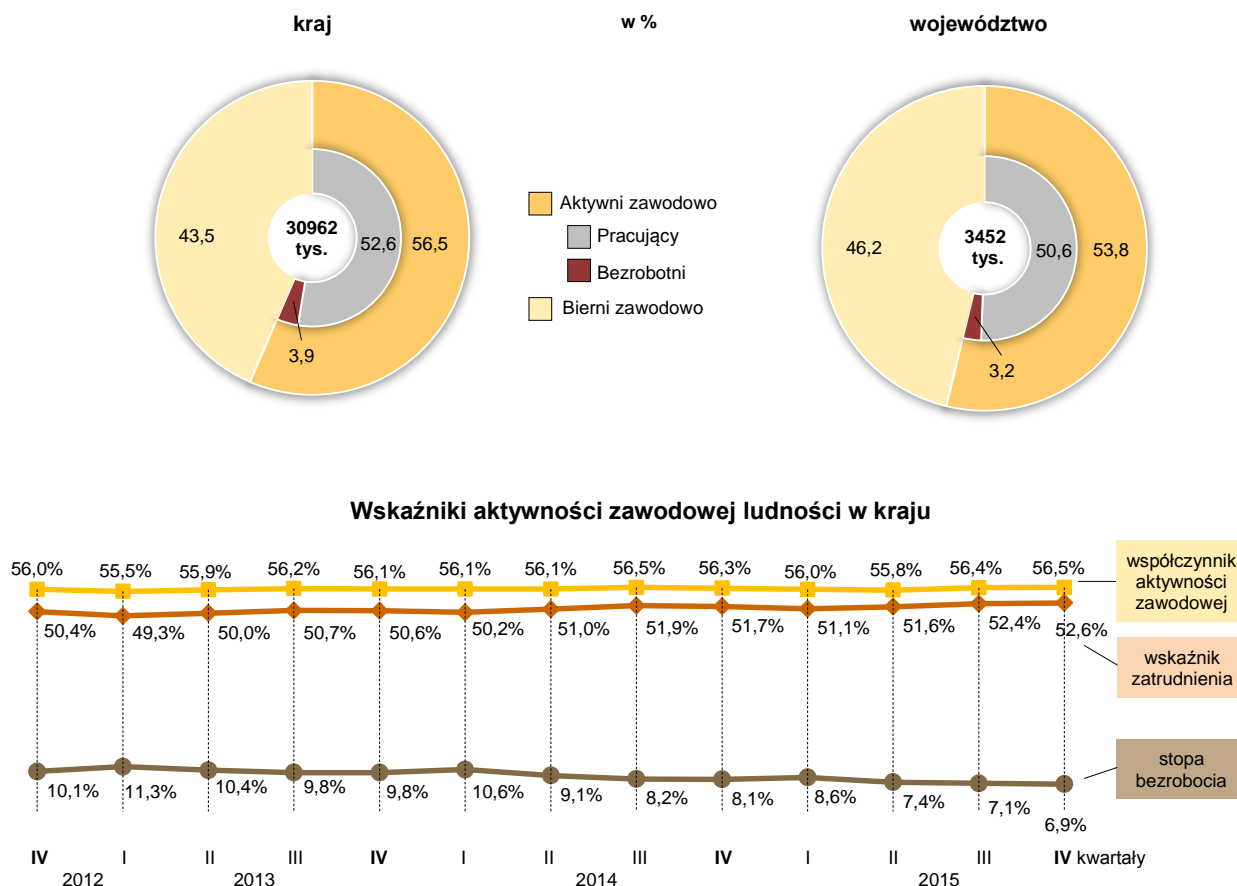 kraj
w %
województwo
43,5
30962
tys.
52,6
56,5
3,9
Aktywni zawodowo
Pracujący
Bezrobotni
Bierni zawodowo
46,2
3452
tys.
50,6
53,8
3,2
Wskaźniki aktywności zawodowej ludności w kraju
56,0% 55,5% 55,9% 56,2% 56,1% 56,1% 56,1% 56,5% 56,3% 56,0% 55,8% 56,4% 56,5%
współczynnik
aktywności
zawodowej
50,4% 49,3% 50,0% 50,7% 50,6% 50,2% 51,0% 51,9% 51,7% 51,1% 51,6% 52,4% 52,6%
wskaźnik
zatrudnienia
stopa
bezrobocia
10,1% 11,3% 10,4% 9,8% 9,8% 10,6% 9,1% 8,2% 8,1% 8,6% 7,4% 7,1% 6,9%
IV I II III IV I II III IV I II III IV kwartały
2012 2013 2014 2015